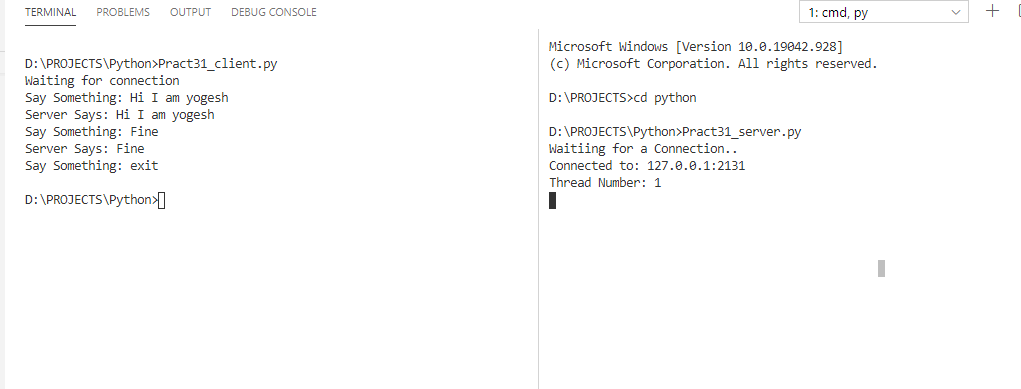 TERMINAL PROBLEMS OUTPUT DEBUG CONSOLE
1: cmd, py
D:\PROJECTS\Python>Pract31_client.py
Waiting for connection
Say Something: Hi I am yogesh
Server Says: Hi I am yogesh
Say Something: Fine
Server Says: Fine
Say Something: exit
D:\PROJECTS\Python>
Microsoft Windows [Version 10.0.19042.928]
(c) Microsoft Corporation. All rights reserved.
D:\PROJECTS>cd python
D:\PROJECTS\Python>Pract31_server.py
Waitiing for a Connection..
Connected to: 127.0.0.1:2131
Thread Number: 1